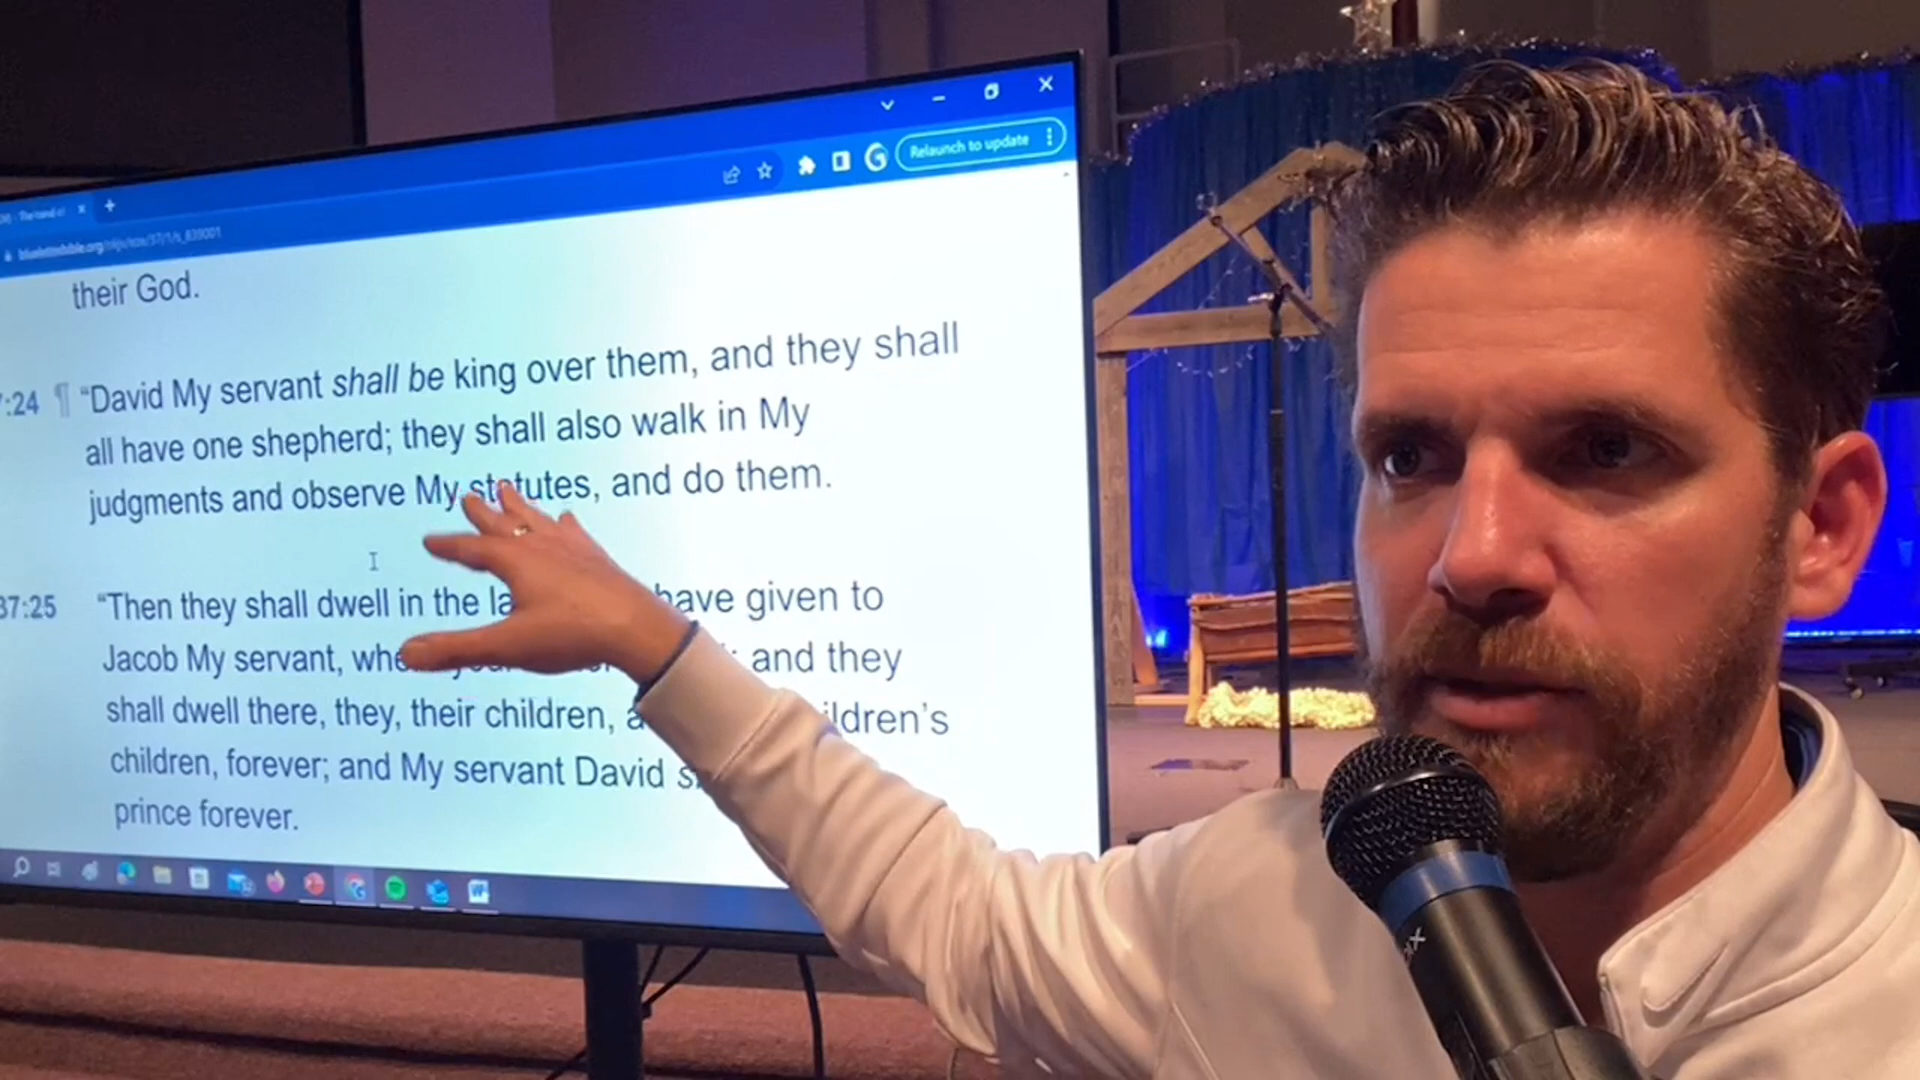 Relaunch to update
blueletterbible.org
their God.
:24 ¶ “David My servant shall be king over them, and they shall
all have one shepherd; they shall also walk in My
judgments and observe My statutes, and do them.
37:25 “Then they shall dwell in the have given to
Jacob My servant, and they
shall dwell there, they, their children,
children, forever; and My servant David
prince forever.